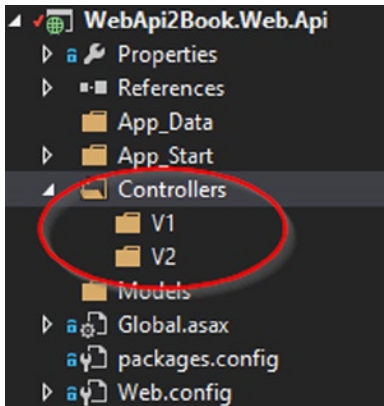 WebApi2Book.Web.Api
Properties
References
App_Data
App_Start
Controllers
V1
V2
Models
Global.asax
packages.config
Web.config